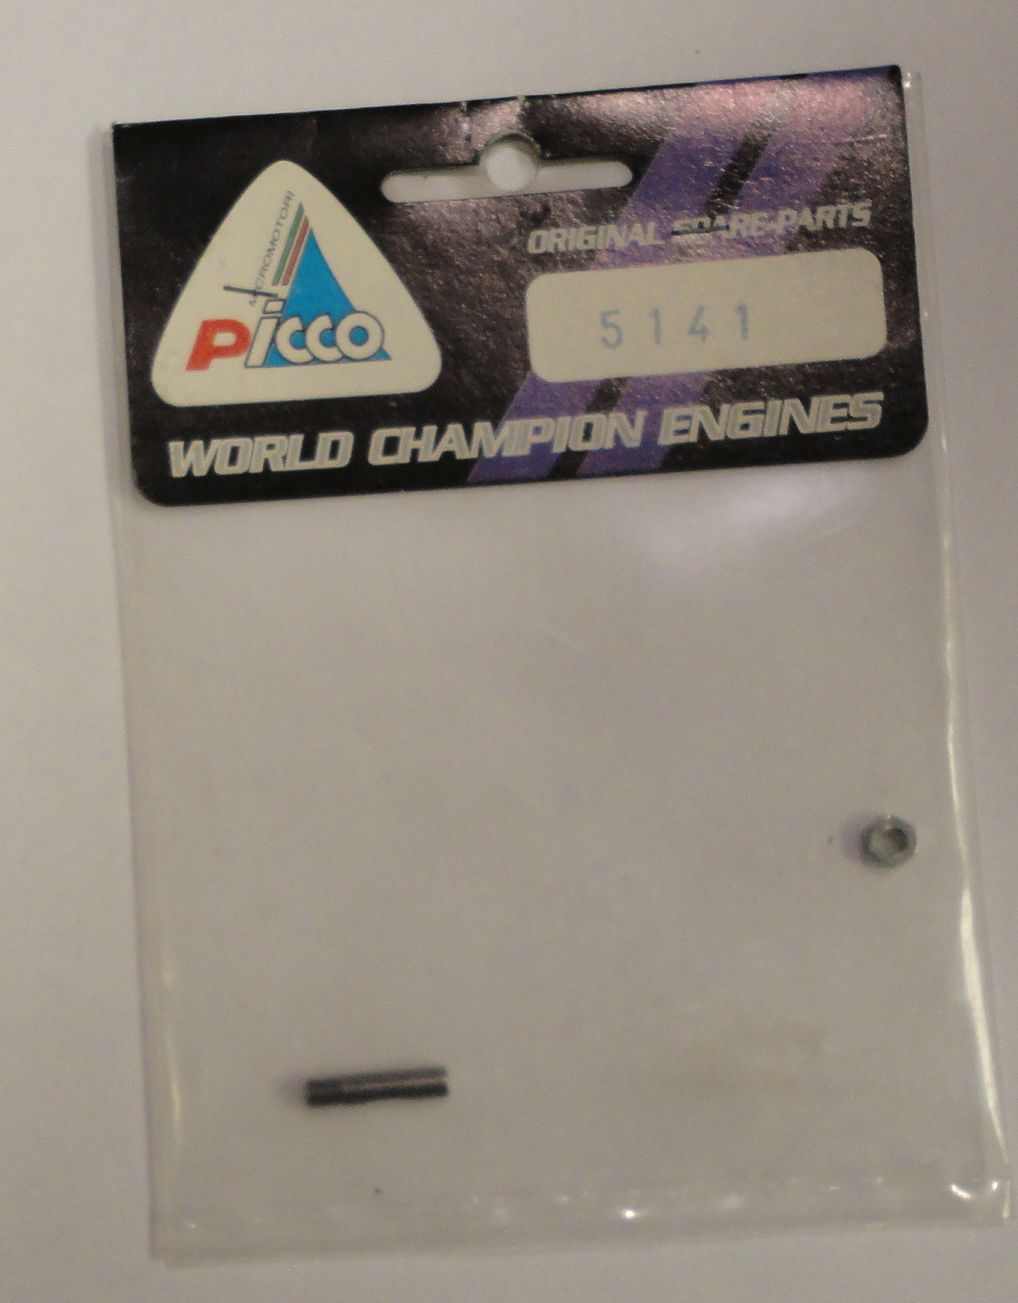 MICROMOTORI
Picco
ORIGINAL SPARE-PARTS
5141
WORLD CHAMPION ENGINES